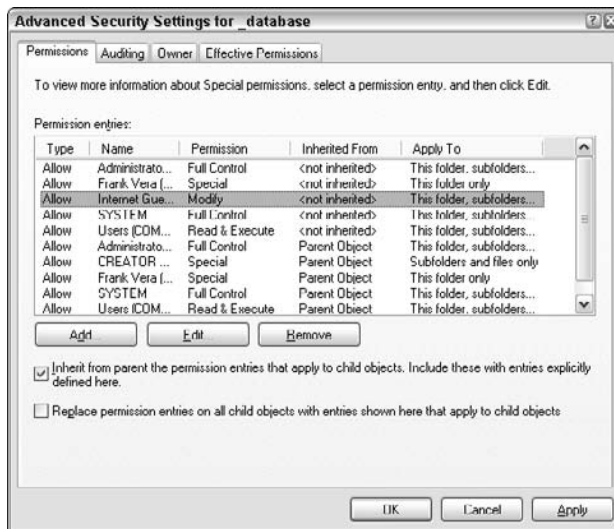 Advanced Security Settings for _database
Permissions Auditing Owner Effective Permissions
To view more information about Special permissions, select a permission entry, and then click Edit.
Permission entries:
Type Name Permission Inherited From Apply To
Allow Administrato... Full Control <not inherited> This folder, subfolders...
Allow Frank Vera (... Special <not inherited> This folder only
Allow Internet Gue... Modify <not inherited> This folder, subfolders...
Allow SYSTEM Full Control <not inherited> This folder, subfolders...
Allow Users (COM... Read & Execute <not inherited> This folder, subfolders...
Allow Administrato... Full Control Parent Object This folder, subfolders...
Allow CREATOR ... Special Parent Object Subfolders and files only
Allow Frank Vera (... Special Parent Object This folder only
Allow SYSTEM Full Control Parent Object This folder, subfolders...
Allow Users (COM... Read & Execute Parent Object This folder, subfolders...
Add... Edit... Remove
Inherit from parent the permission entries that apply to child objects. Include these with entries explicitly
defined here.
Replace permission entries on all child objects with entries shown here that apply to child objects
OK Cancel Apply